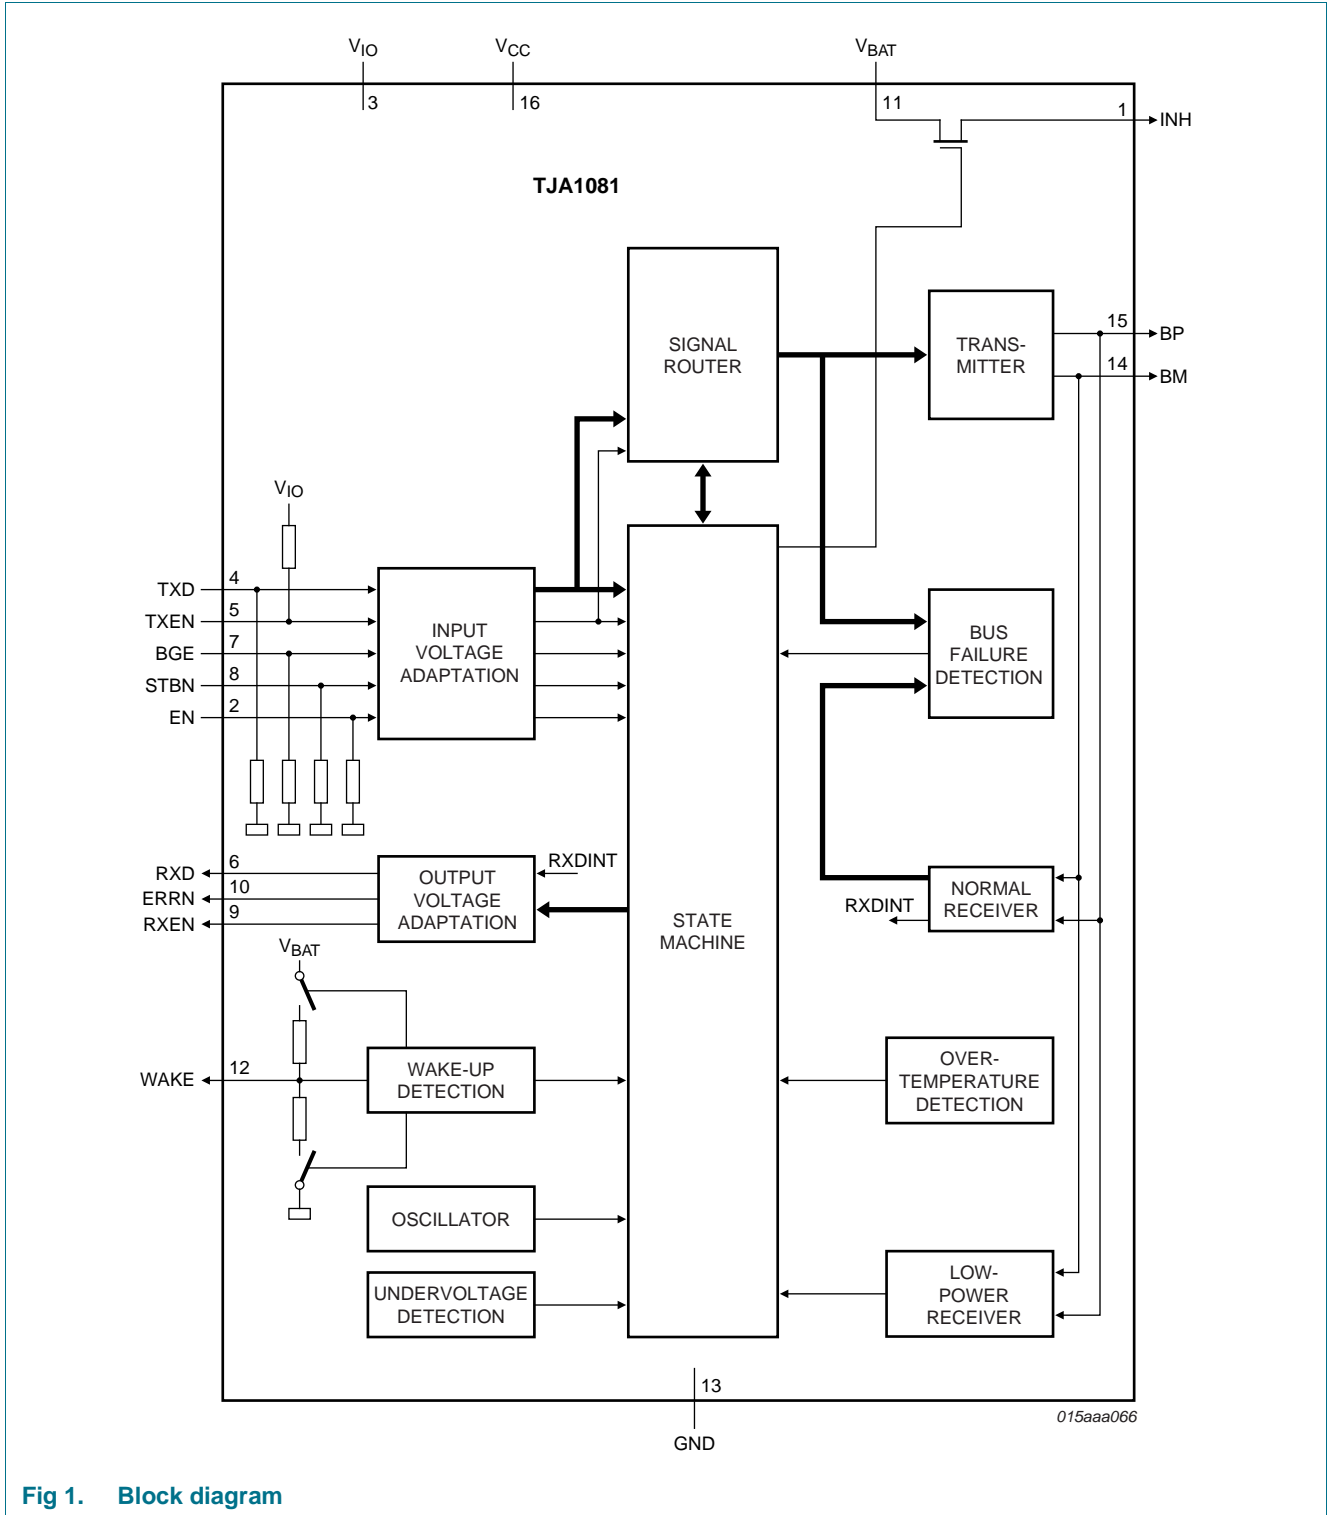 VIO
VCC
VBAT
3
16
11
1
INH
TJA1081
SIGNAL
ROUTER
TRANS-
MITTER
15
BP
14
BM
VIO
TXD
4
TXEN
5
BGE
7
STBN
8
EN
2
INPUT
VOLTAGE
ADAPTATION
BUS
FAILURE
DETECTION
RXD
6
ERRN
10
RXEN
9
OUTPUT
VOLTAGE
ADAPTATION
RXDINT
STATE
MACHINE
RXDINT
NORMAL
RECEIVER
VBAT
WAKE
12
WAKE-UP
DETECTION
OVER-
TEMPERATURE
DETECTION
OSCILLATOR
UNDERVOLTAGE
DETECTION
LOW-
POWER
RECEIVER
13
GND
015aaa066
Fig 1. Block diagram